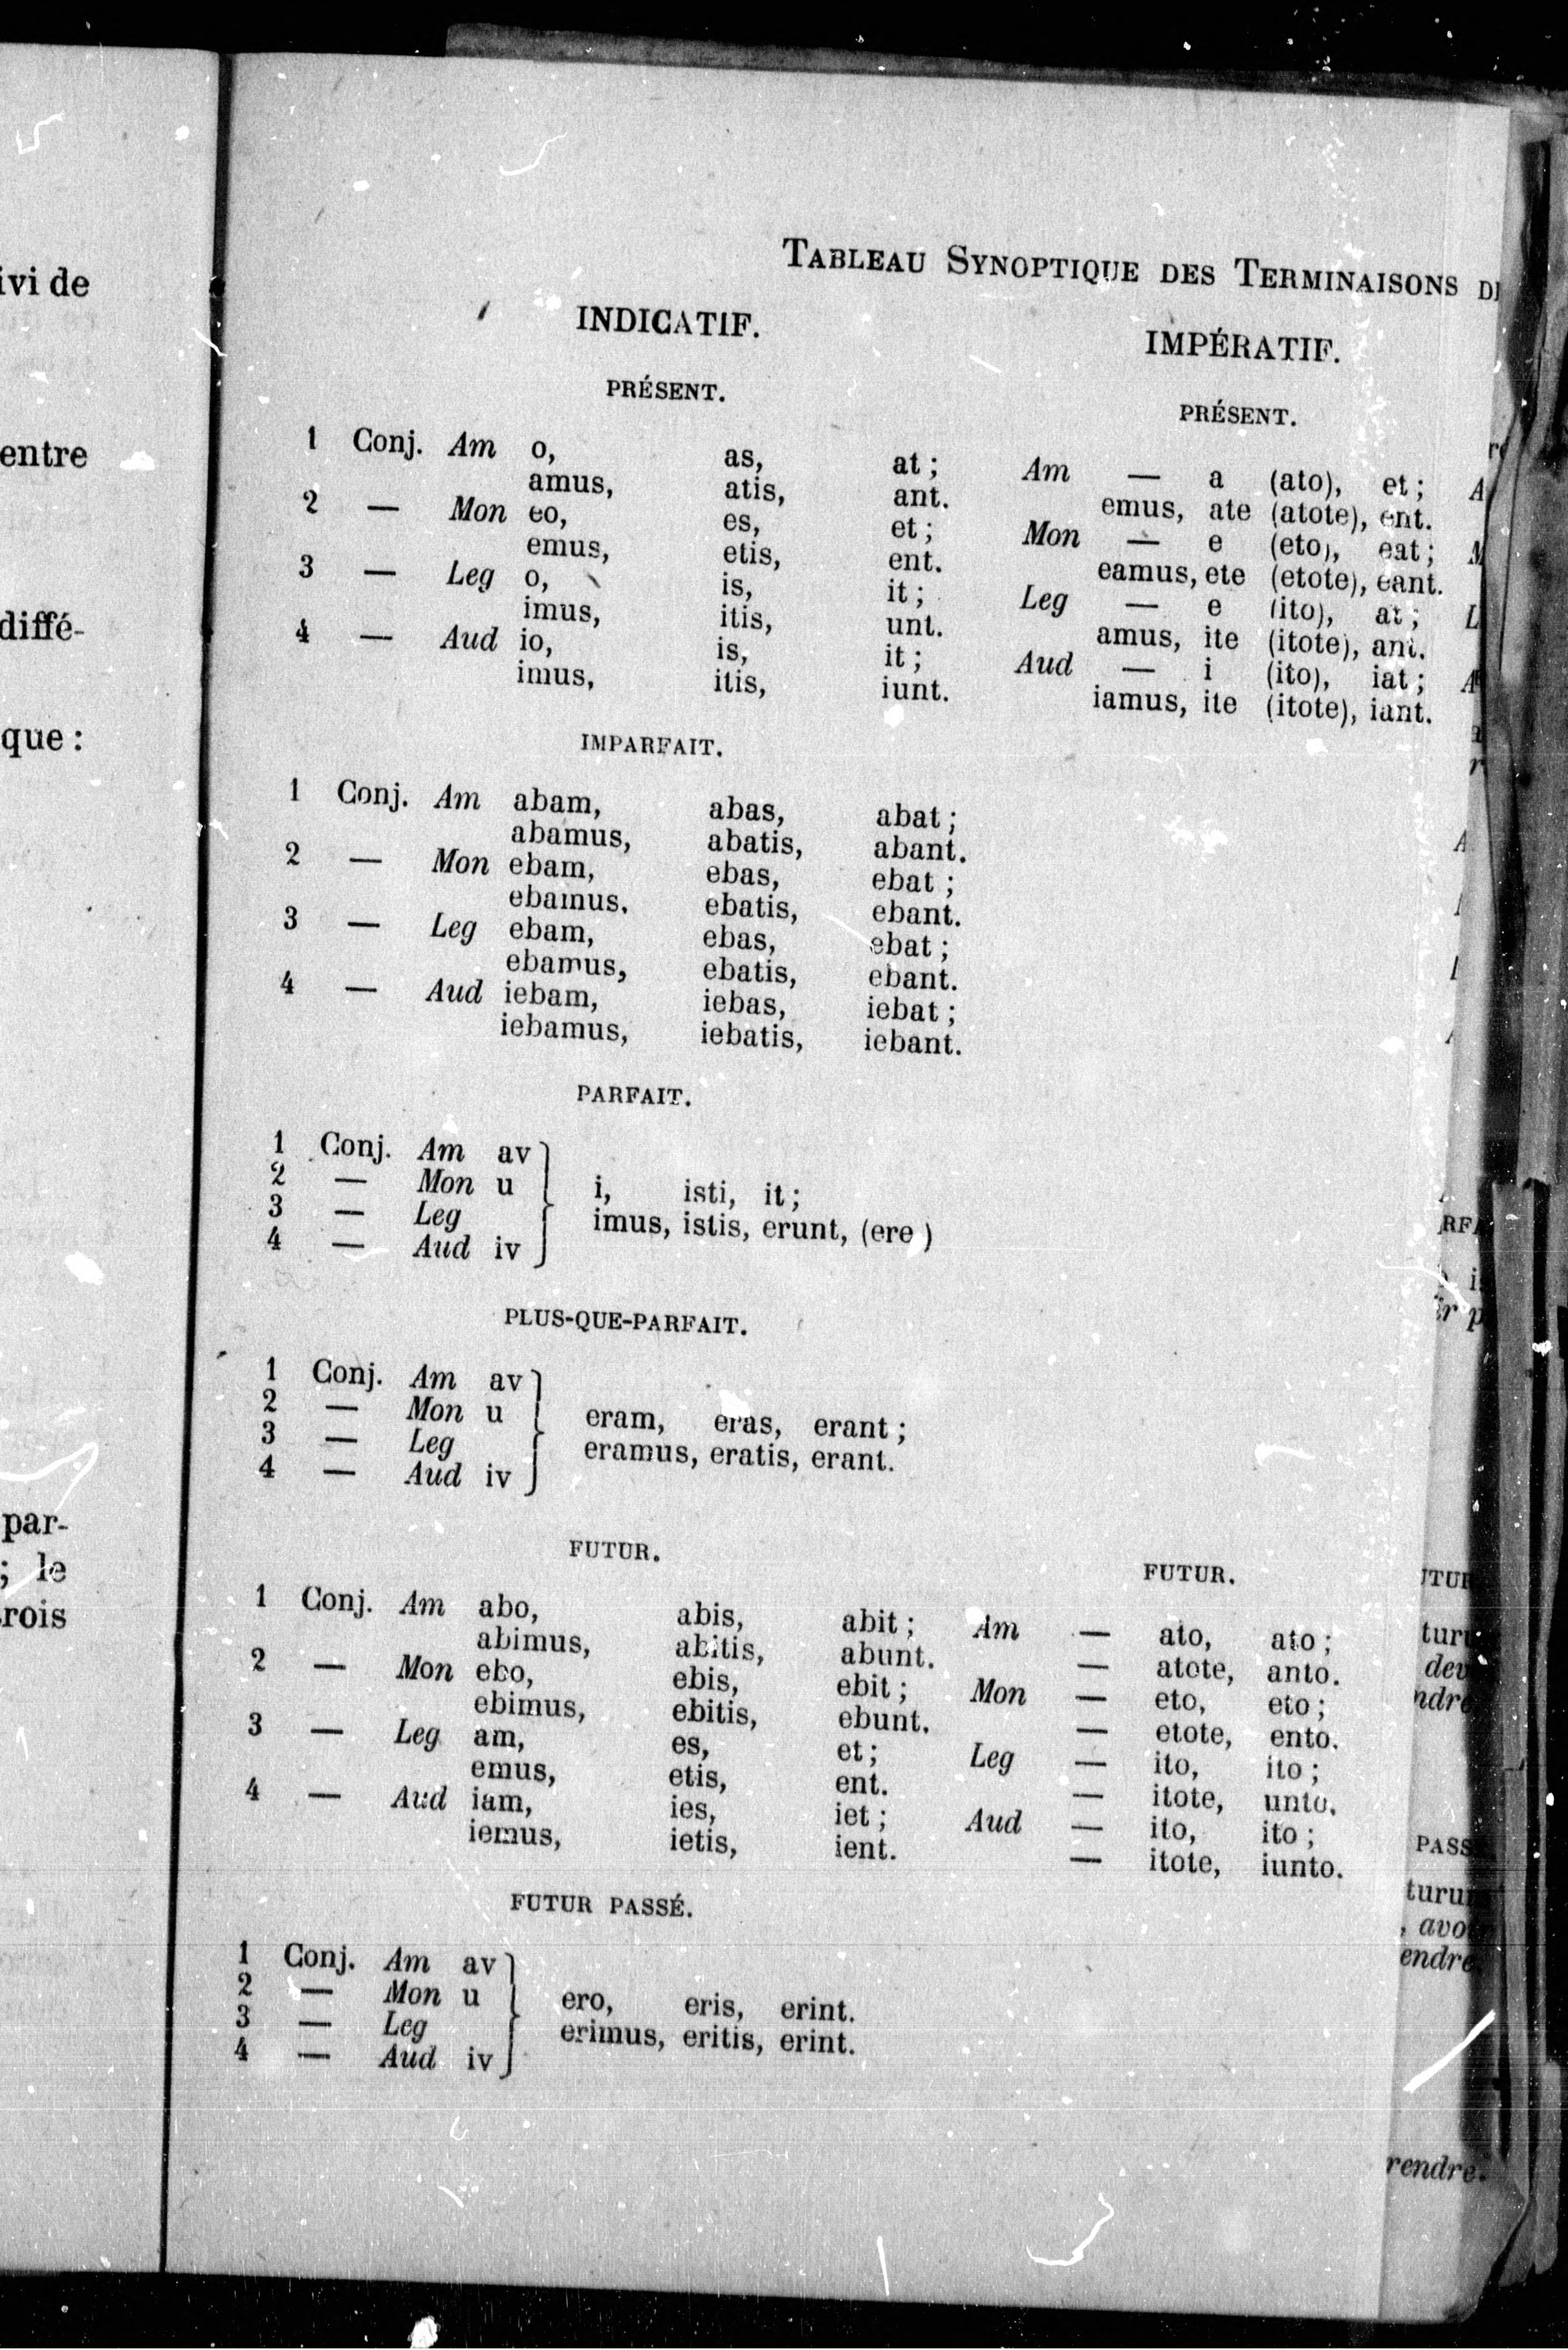 ivi de
entre
diffé-
que :
par-
; le
rois
TABLEAU SYNOPTIQUE DES TERMINAISONS
INDICATIF.
PRÉSENT.
1 Conj. Am o, as, at ;
amus, atis, ant.
2 — Mon eo, es, et ;
emus, etis, ent.
3 — Leg o, is, it ;
imus, itis, unt.
4 — Aud io, is, it ;
imus, itis, iunt.
IMPARFAIT.
1 Conj. Am abam, abas, abat ;
abamus, abatis, abant.
2 — Mon ebam, ebas, ebat ;
ebamus, ebatis, ebant.
3 — Leg ebam, ebas, ebat ;
ebamus, ebatis, ebant.
4 — Aud iebam, iebas, iebat ;
iebamus, iebatis, iebant.
PARFAIT.
1 Conj. Am av
2 — Mon u
3 — Leg
4 — Aud iv
i, isti, it ;
imus, istis, erunt, (ere )
PLUS-QUE-PARFAIT.
1 Conj. Am av
2 — Mon u
3 — Leg
4 — Aud iv
eram, eras, erant ;
eramus, eratis, erant.
FUTUR.
1 Conj. Am abo, abis, abit ;
abimus, abitis, abunt.
2 — Mon ebo, ebis, ebit ;
ebimus, ebitis, ebunt.
3 — Leg am, es, et ;
emus, etis, ent.
4 — Aud iam, ies, iet ;
iemus, ietis, ient.
FUTUR PASSÉ.
1 Conj. Am av
2 — Mon u
3 — Leg
4 — Aud iv
ero, eris, erint.
erimus, eritis, erint.
IMPÉRATIF.
PRÉSENT.
Am — a (ato), et ;
emus, ate (atote), ent.
Mon — e (eto), eat ;
eamus, ete (etote), eant.
Leg — e (ito), at ;
amus, ite (itote), ant.
Aud — i (ito), iat ;
iamus, ite (itote), iant.
FUTUR.
Am — ato, ato ;
— atote, anto.
Mon — eto, eto ;
— etote, ento.
Leg — ito, ito ;
— itote, unto.
Aud — ito, ito ;
— itote, iunto.
PASS
turu
, avo
endre
rendre.